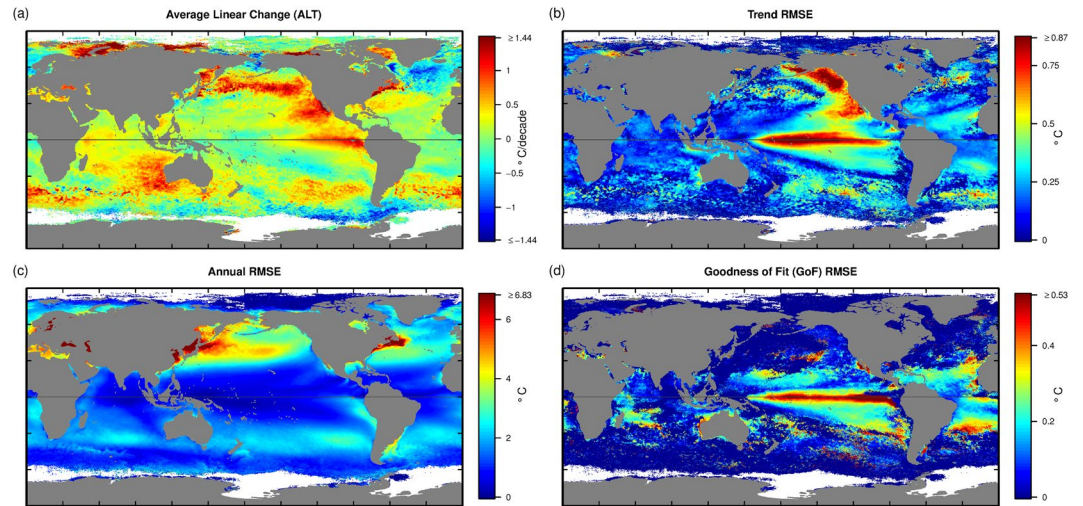 (a)
Average Linear Change (ALT)
≥1.44
1
0.5
0
−0.5
−1
≤−1.44
° C/decade
(b)
Trend RMSE
≥0.87
0.75
0.5
0.25
0
° C
(c)
Annual RMSE
≥6.83
6
4
2
0
° C
(d)
Goodness of Fit (GoF) RMSE
≥0.53
0.4
0.2
0
° C